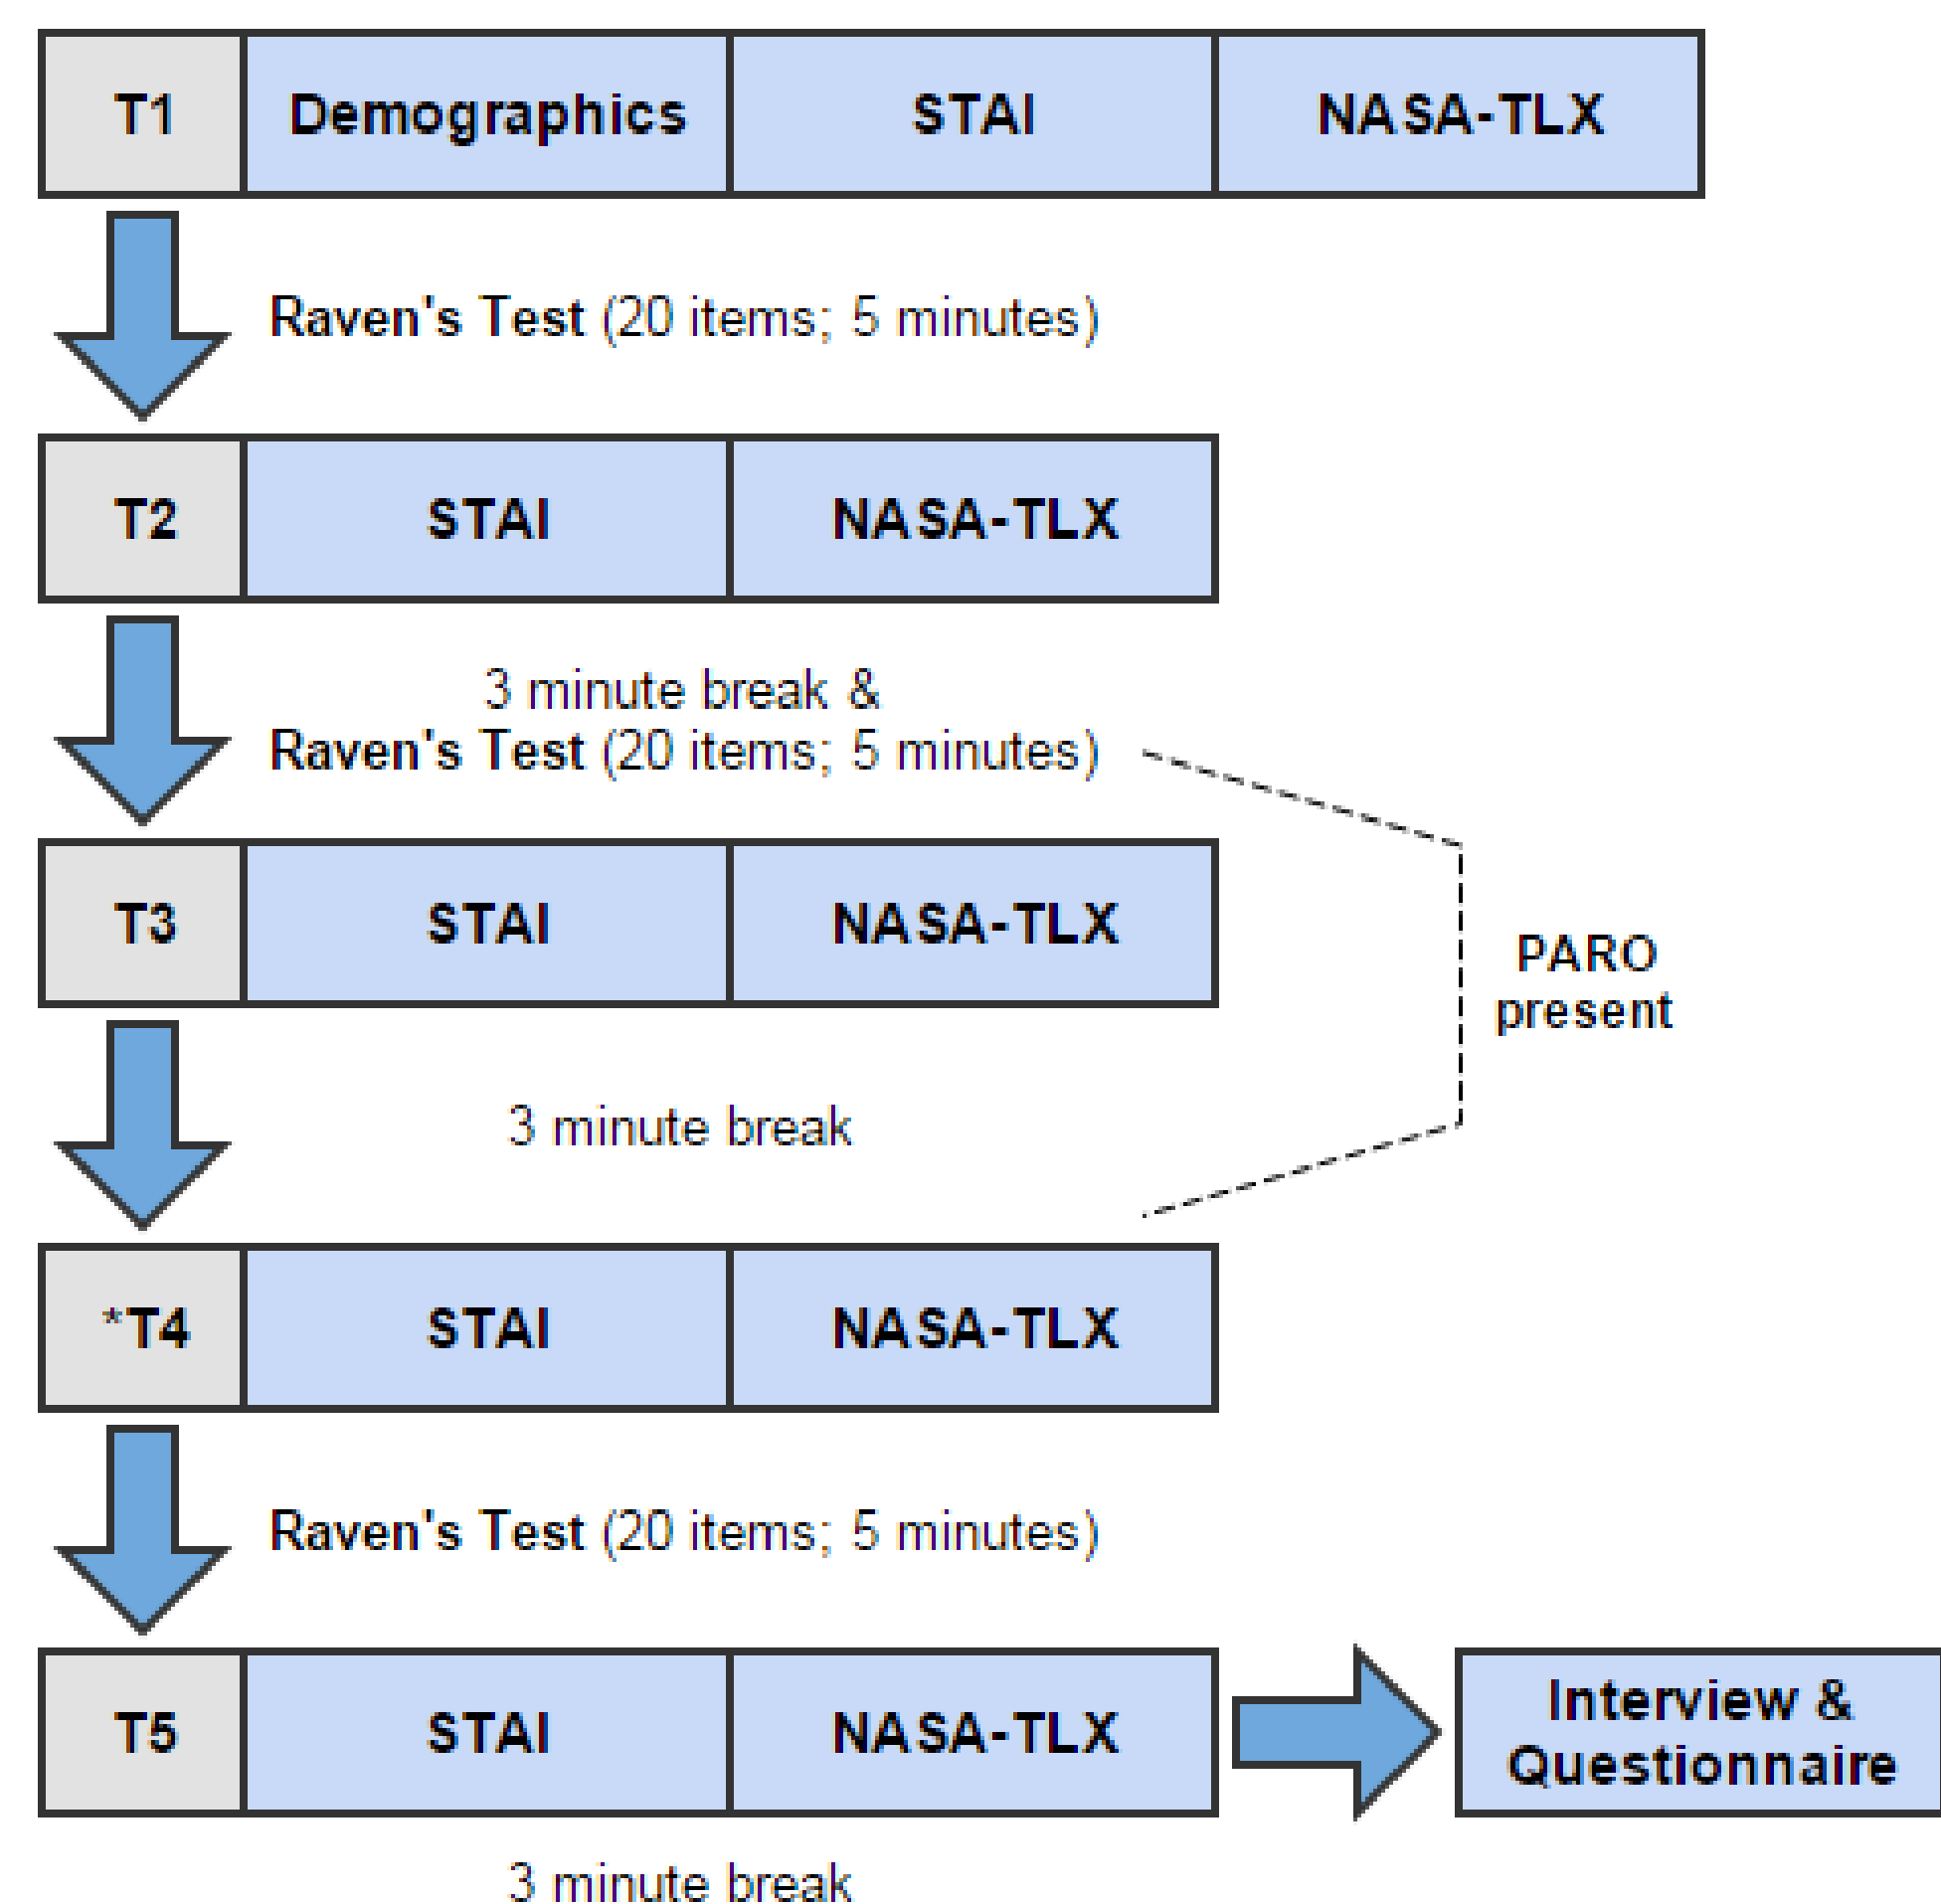 T1 Demographics STAI NASA-TLX
Raven's Test (20 items; 5 minutes)
T2 STAI NASA-TLX
3 minute break &
Raven's Test (20 items; 5 minutes)
T3 STAI NASA-TLX
PARO
present
3 minute break
*T4 STAI NASA-TLX
Raven's Test (20 items; 5 minutes)
T5 STAI NASA-TLX
Interview &
Questionnaire
3 minute break